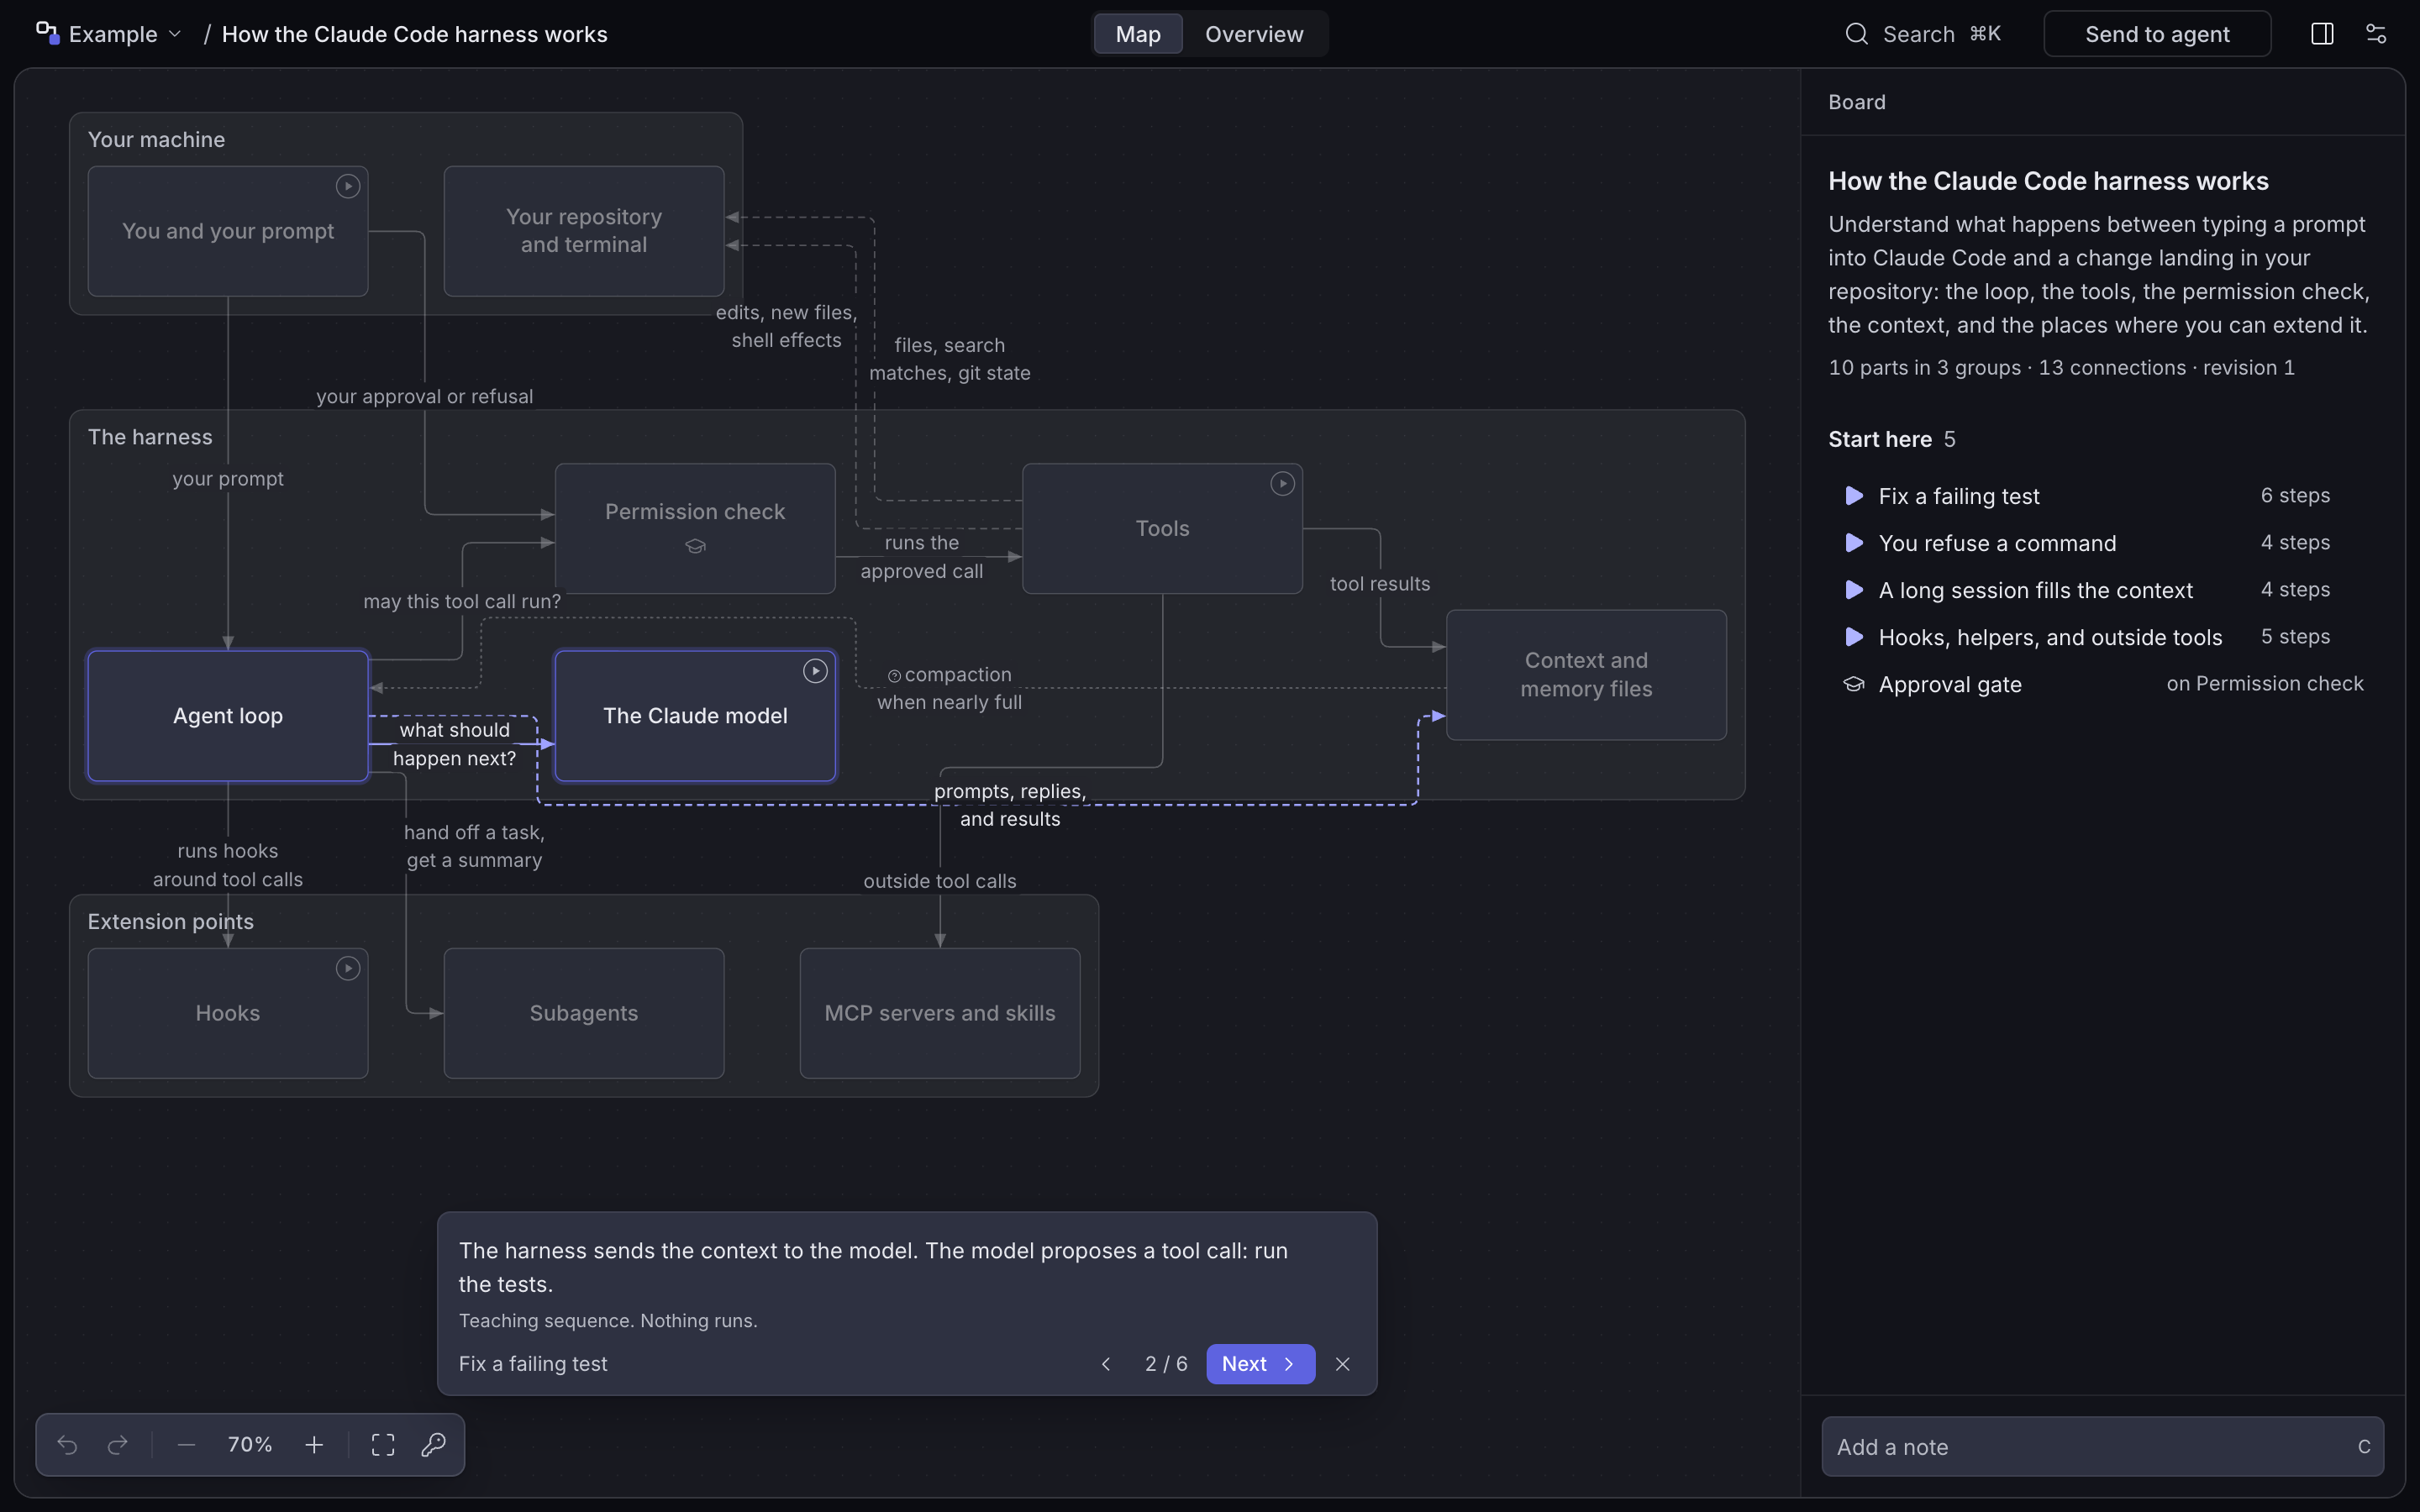 Example / How the Claude Code harness works
Map
Overview
Search ⌘K
Send to agent
Your machine
You and your prompt
Your repository
and terminal
edits, new files,
shell effects
files, search
matches, git state
your approval or refusal
The harness
your prompt
Permission check
runs the
approved call
Tools
tool results
may this tool call run?
Context and
memory files
compaction
when nearly full
Agent loop
what should
happen next?
The Claude model
prompts, replies,
and results
hand off a task,
get a summary
runs hooks
around tool calls
outside tool calls
Extension points
Hooks
Subagents
MCP servers and skills
The harness sends the context to the model. The model proposes a tool call: run
the tests.
Teaching sequence. Nothing runs.
Fix a failing test
2 / 6
Next
70%
Board
How the Claude Code harness works
Understand what happens between typing a prompt
into Claude Code and a change landing in your
repository: the loop, the tools, the permission check,
the context, and the places where you can extend it.
10 parts in 3 groups · 13 connections · revision 1
Start here 5
Fix a failing test 6 steps
You refuse a command 4 steps
A long session fills the context 4 steps
Hooks, helpers, and outside tools 5 steps
Approval gate on Permission check
Add a note C